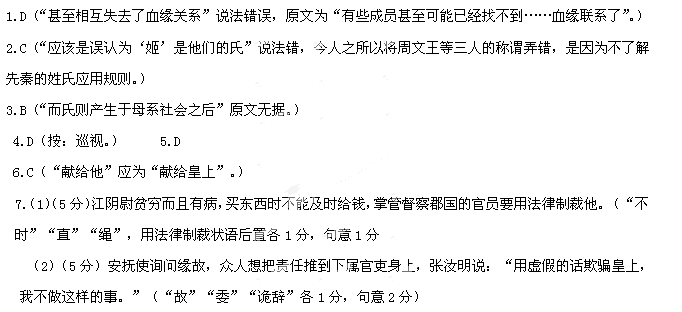 1.D（“甚至相互失去了血缘关系”说法错误，原文为“有些成员甚至可能已经找不到……血缘联系了”。）
2.C（“应该是误认为‘姬’是他们的氏”说法错，今人之所以将周文王等三人的称谓弄错，是因为不了解
先秦的姓氏应用规则。）
3.B（“而氏则产生于母系社会之后”原文无据。）
4.D（按：巡视。） 5.D
6.C（“献给他”应为“献给皇上”。）
7.(1)(5分)江阴尉贫穷而且有病，买东西时不能及时给钱，掌管督察郡国的官员要用法律制裁他。（“不
时”“直”“绳”，用法律制裁状语后置各1分，句意1分
（2）(5分）安抚使询问缘故，众人想把责任推到下属官吏身上，张汝明说：“用虚假的话欺骗皇上，
我不做这样的事。”（“故”“委”“诡辞”各1分，句意2分）